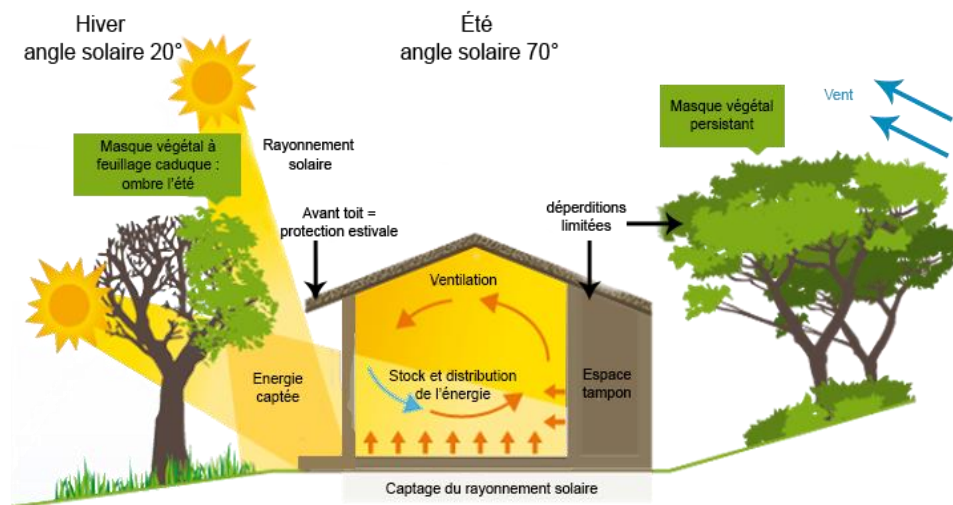 Hiver
angle solaire 20°
Été
angle solaire 70°
Masque végétal à
feuillage caduque :
ombre l'été
Rayonnement
solaire
Masque végétal
persistant
Vent
Avant toit =
protection estivale
déperditions
limitées
Ventilation
Energie
captée
Stock et distribution
de l'énergie
Espace
tampon
Captage du rayonnement solaire